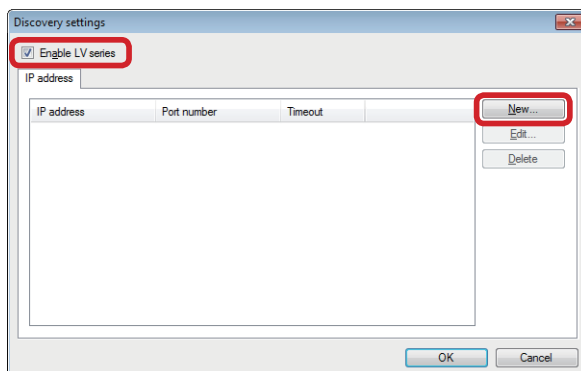 Discovery settings
Enable LV series
IP address
IP address Port number Timeout
New...
Edit...
Delete
OK Cancel